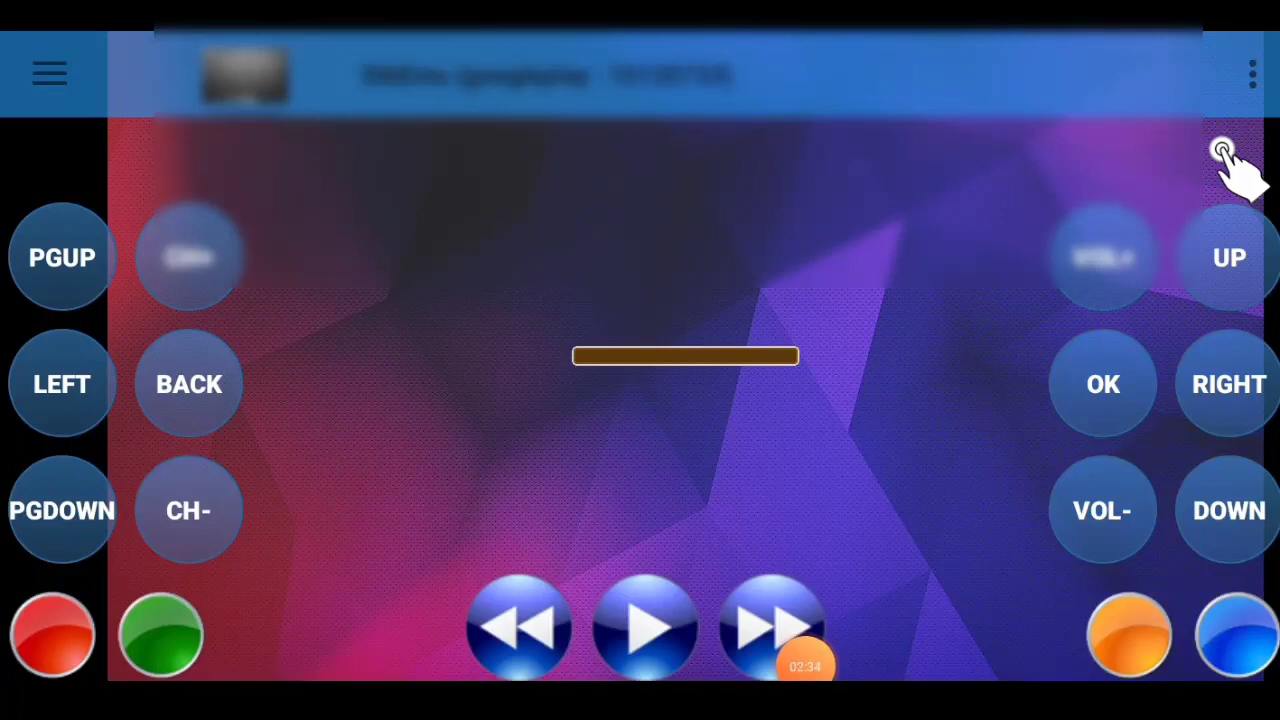 PGUP
UP
LEFT
BACK
OK
RIGHT
PGDOWN
CH-
VOL-
DOWN
02:34